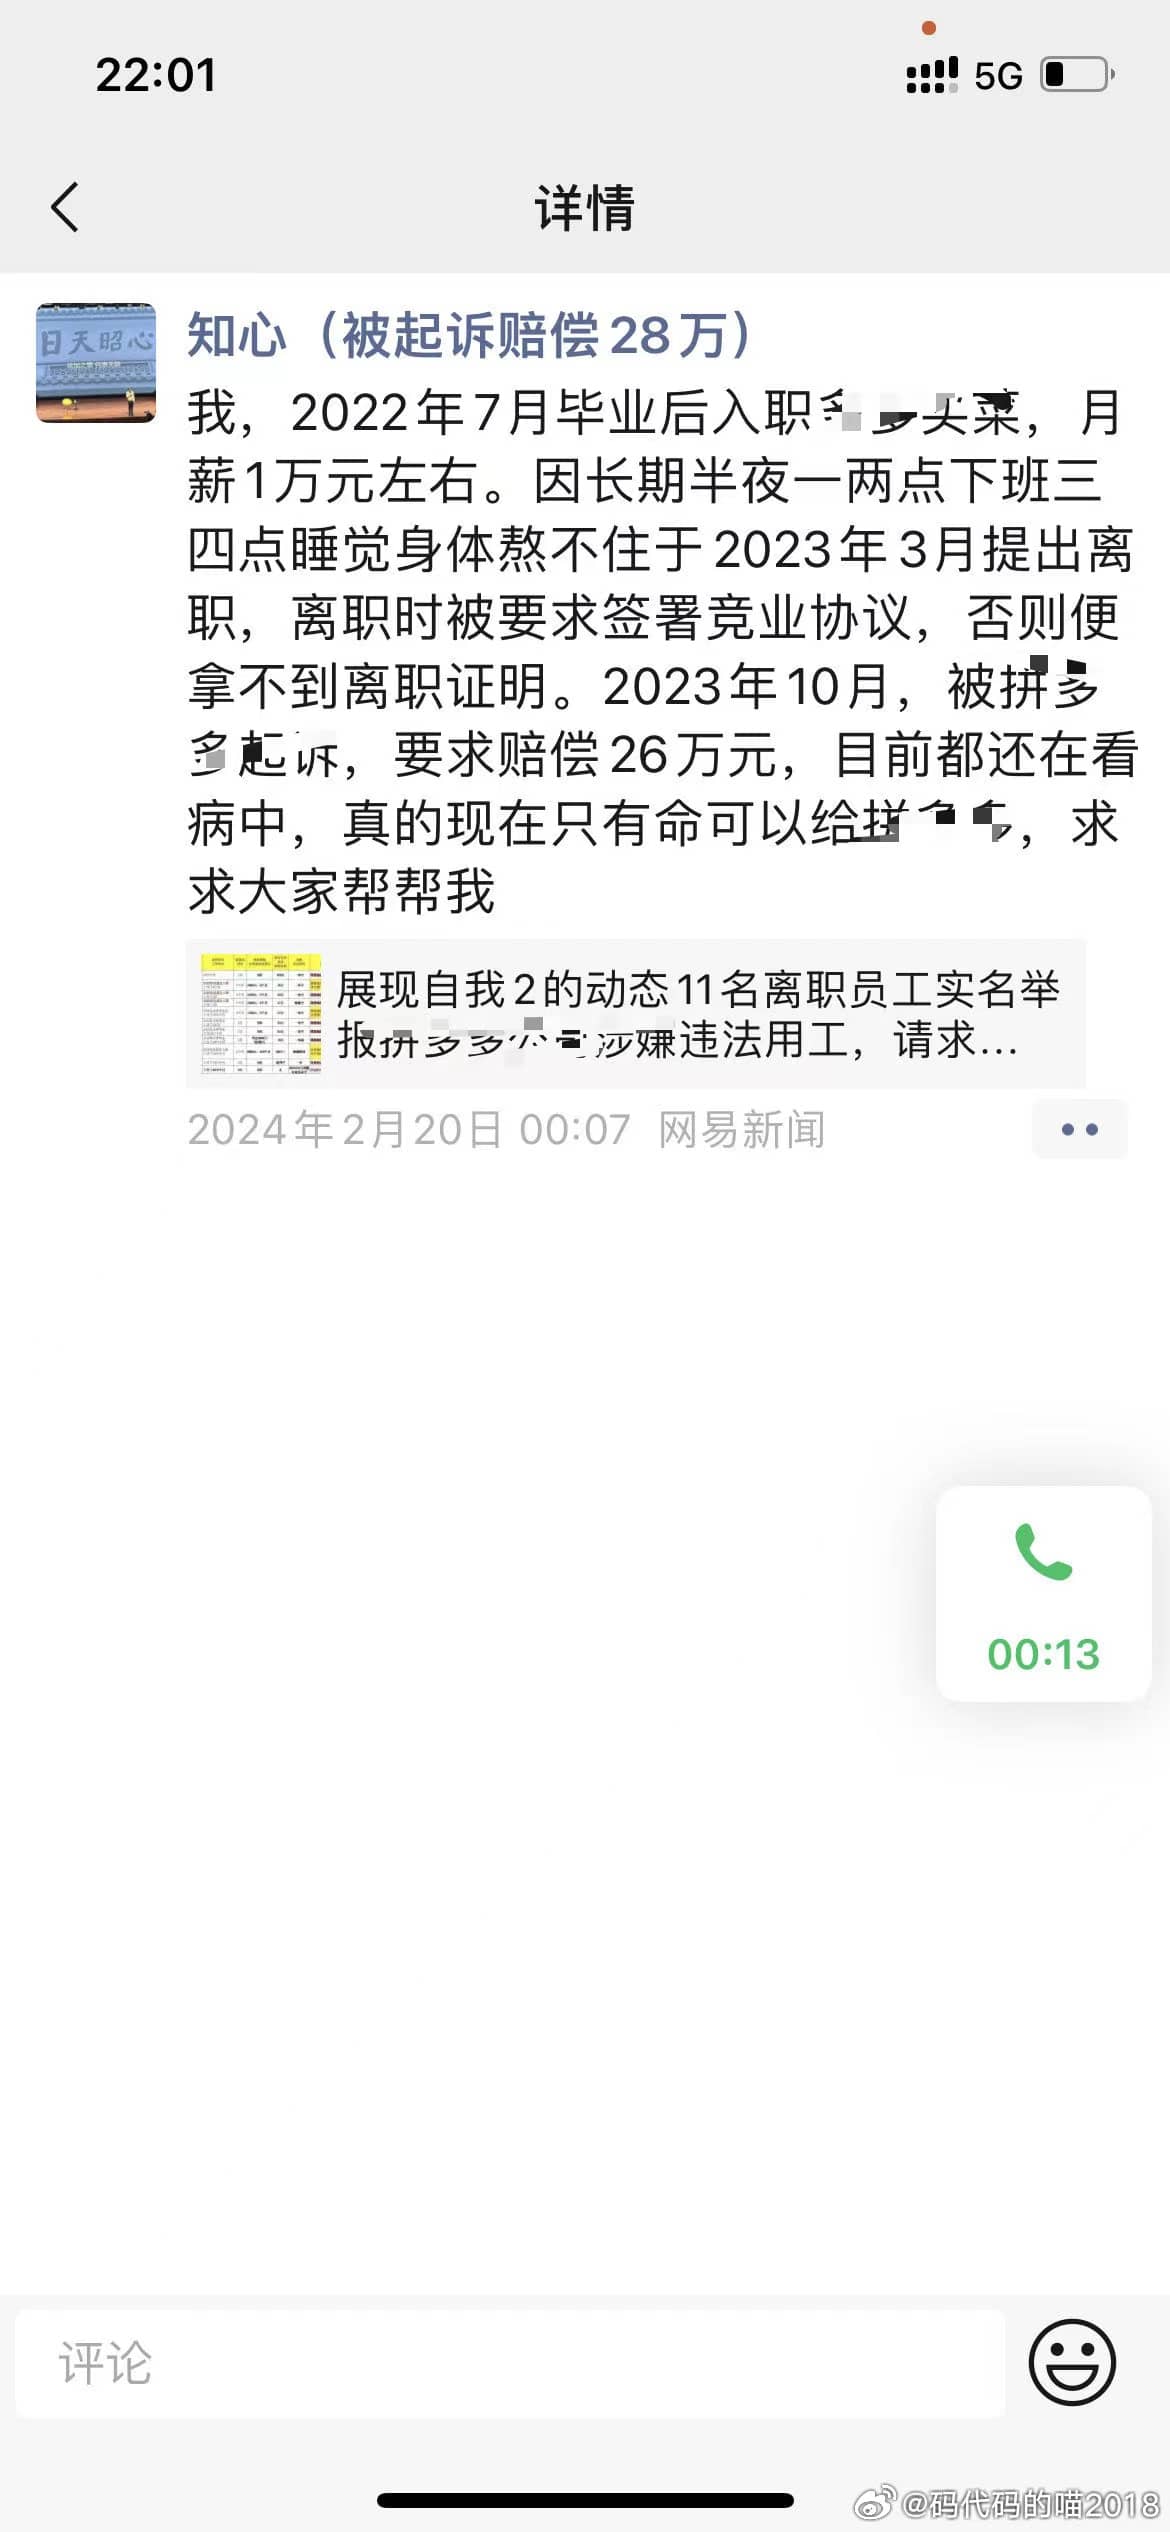 22:01
5G
详情
日天昭心
知心（被起诉赔偿28万）
我，2022年7月毕业后入职多多买菜，月
薪1万元左右。因长期半夜一两点下班三
四点睡觉身体熬不住于2023年3月提出离
职，离职时被要求签署竞业协议，否则便
拿不到离职证明。2023年10月，被拼多
多起诉，要求赔偿26万元，目前都还在看
病中，真的现在只有命可以给拼多多，求
求大家帮帮我
展现自我2的动态11名离职员工实名举
报拼多多公司涉嫌违法用工，请求...
2024年2月20日 00:07 网易新闻
00:13
评论
@码代码的喵2018